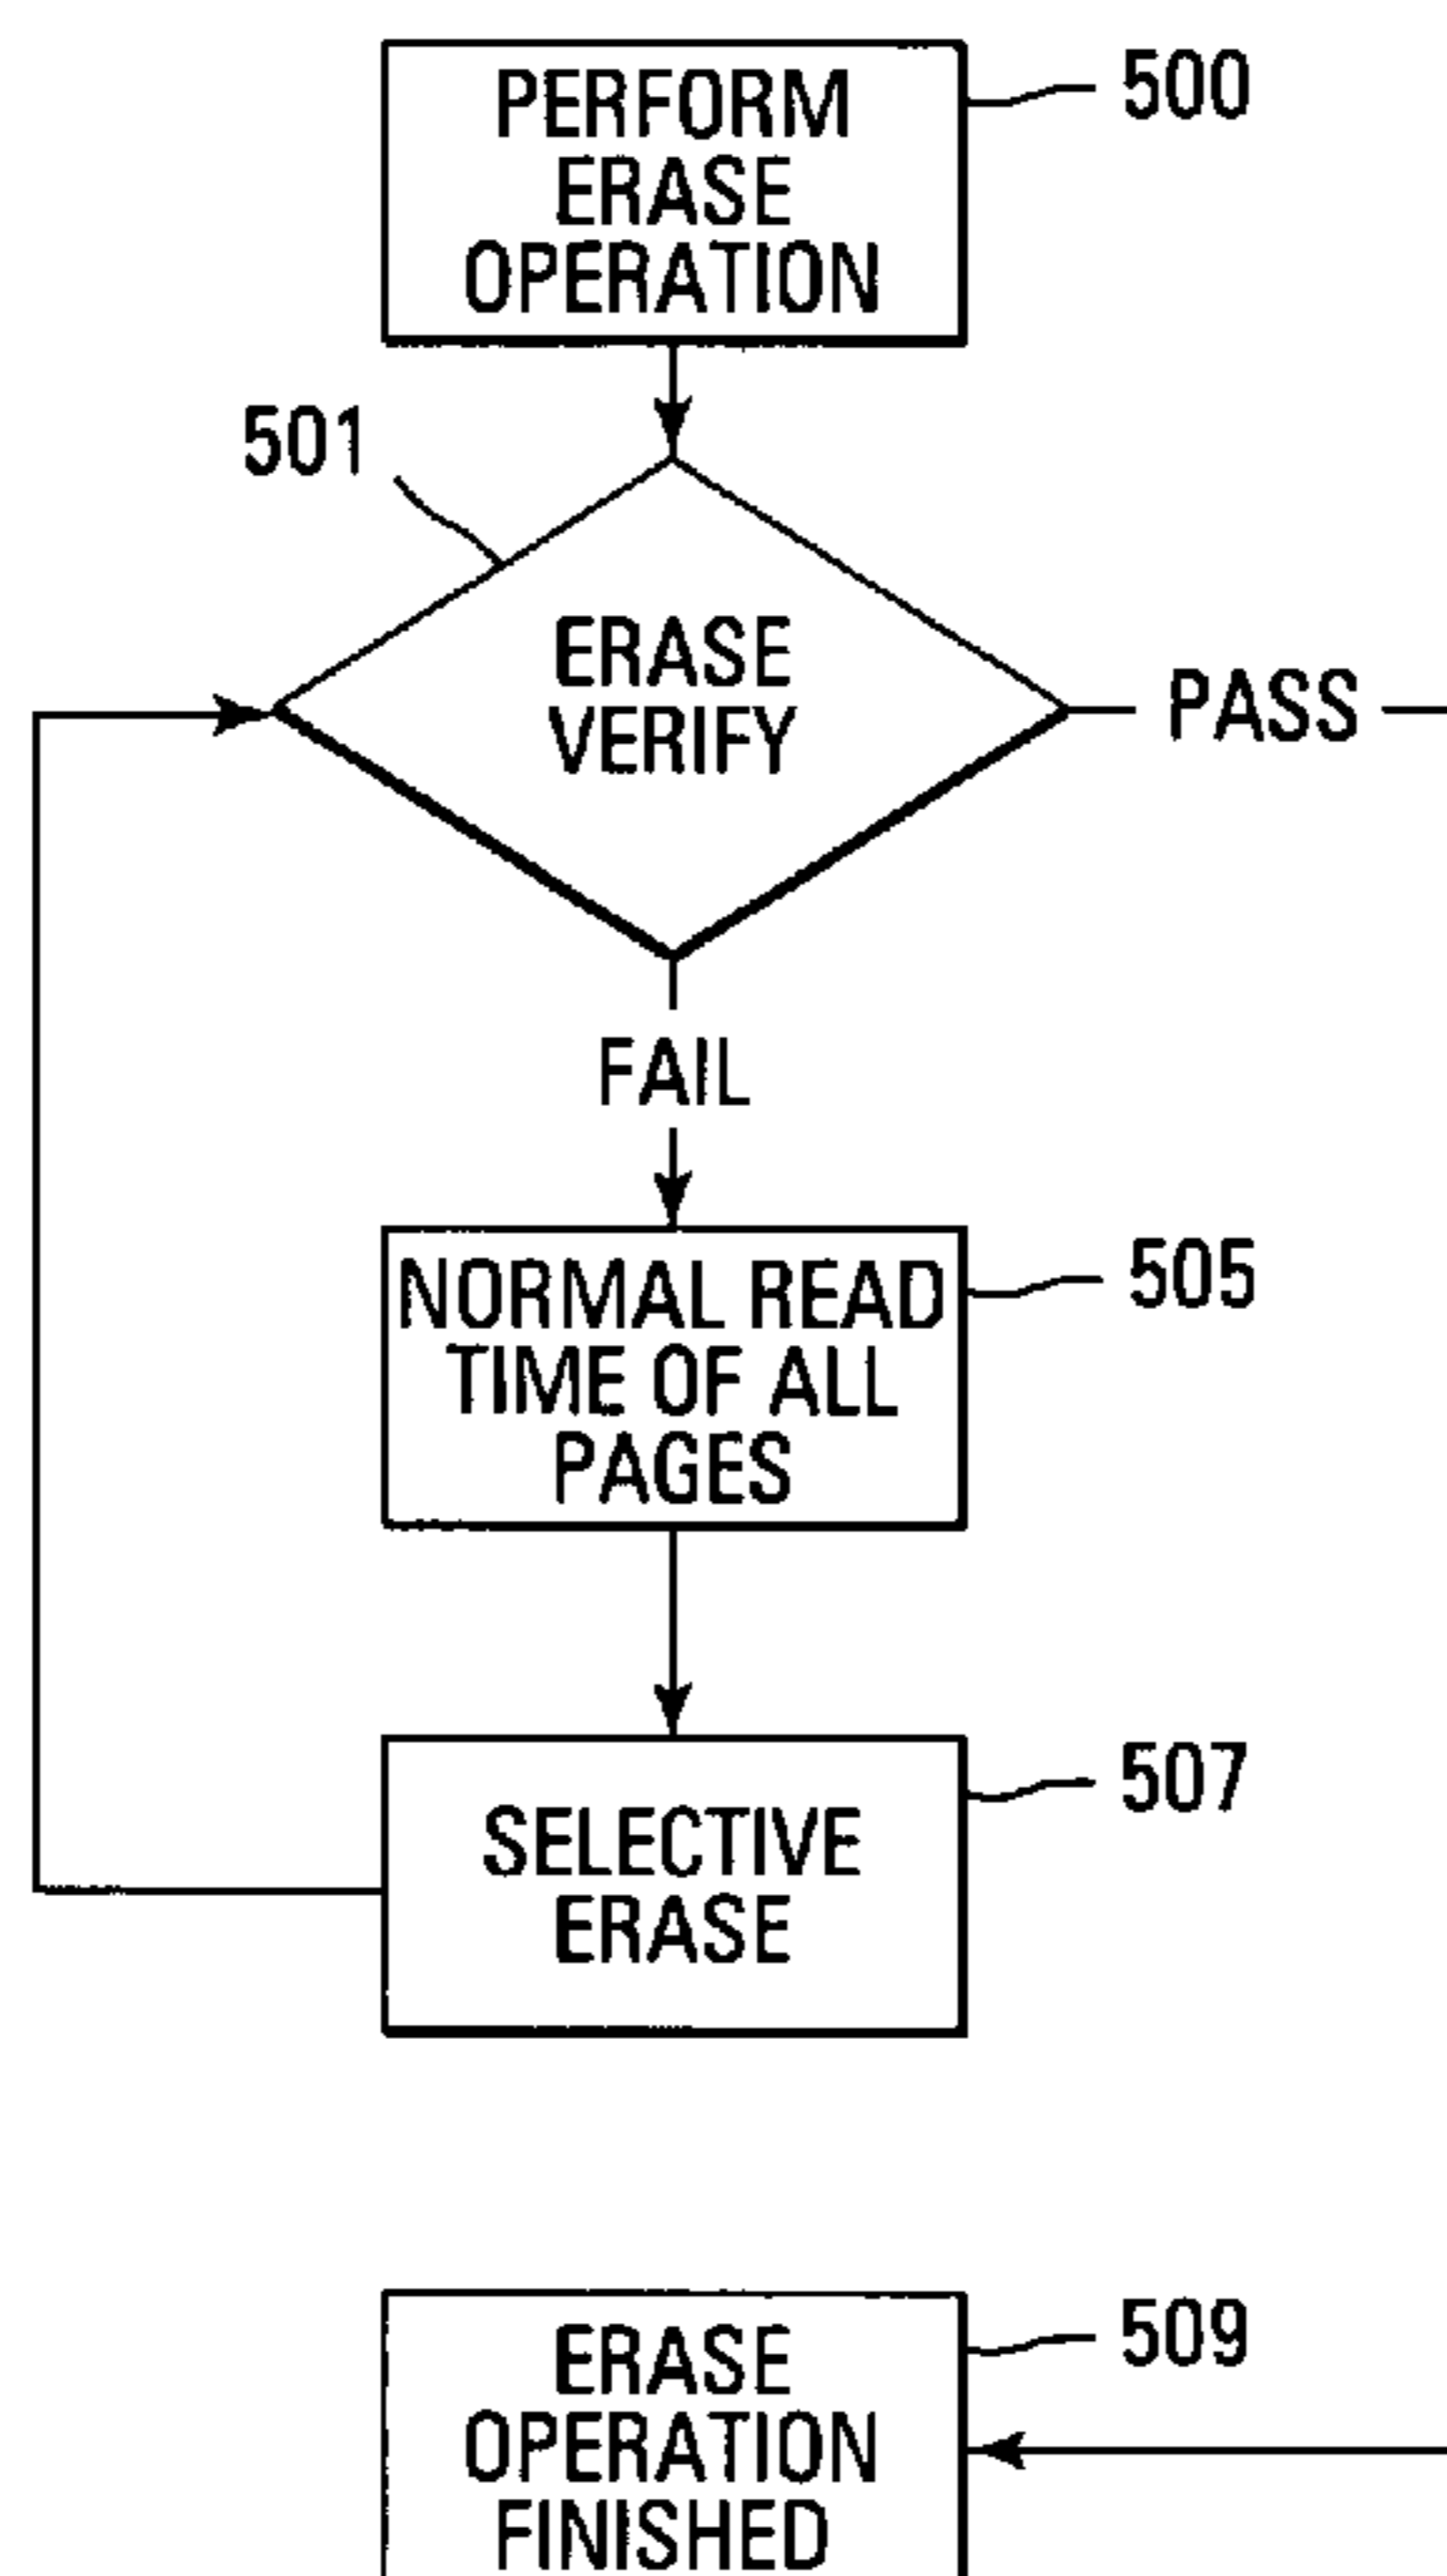 PERFORM
ERASE
OPERATION
500
501
ERASE
VERIFY
PASS
FAIL
NORMAL READ
TIME OF ALL
PAGES
505
SELECTIVE
ERASE
507
ERASE
OPERATION
FINISHED
509